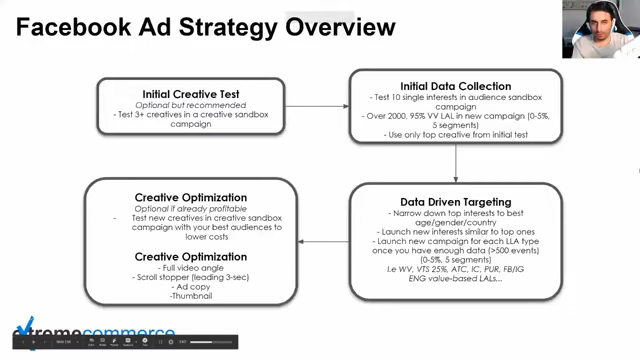 Facebook Ad Strategy Overview
Initial Creative Test
Optional but recommended
- Test 3+ creatives in a creative sandbox
campaign
Initial Data Collection
- Test 10 single interests in audience sandbox
campaign
- Over 2000, 95% VV LAL in new campaign (0-5%,
5 segments)
- Use only top creative from initial test
Data Driven Targeting
- Narrow down top interests to best
age/gender/country
- Launch new interests similar to top ones
- Launch new campaign for each LLA type
once you have enough data (>500 events)
(0-5%, 5 segments)
I.e WV, VTS 25%, ATC, IC, PUR, FB/IG
ENG value-based LALs...
Creative Optimization
Optional if already profitable
- Test new creatives in creative sandbox
campaign with your best audiences to
lower costs
Creative Optimization
- Full video angle
- Scroll stopper (leading 3-sec)
- Ad copy
-Thumbnail
xtremecommerce